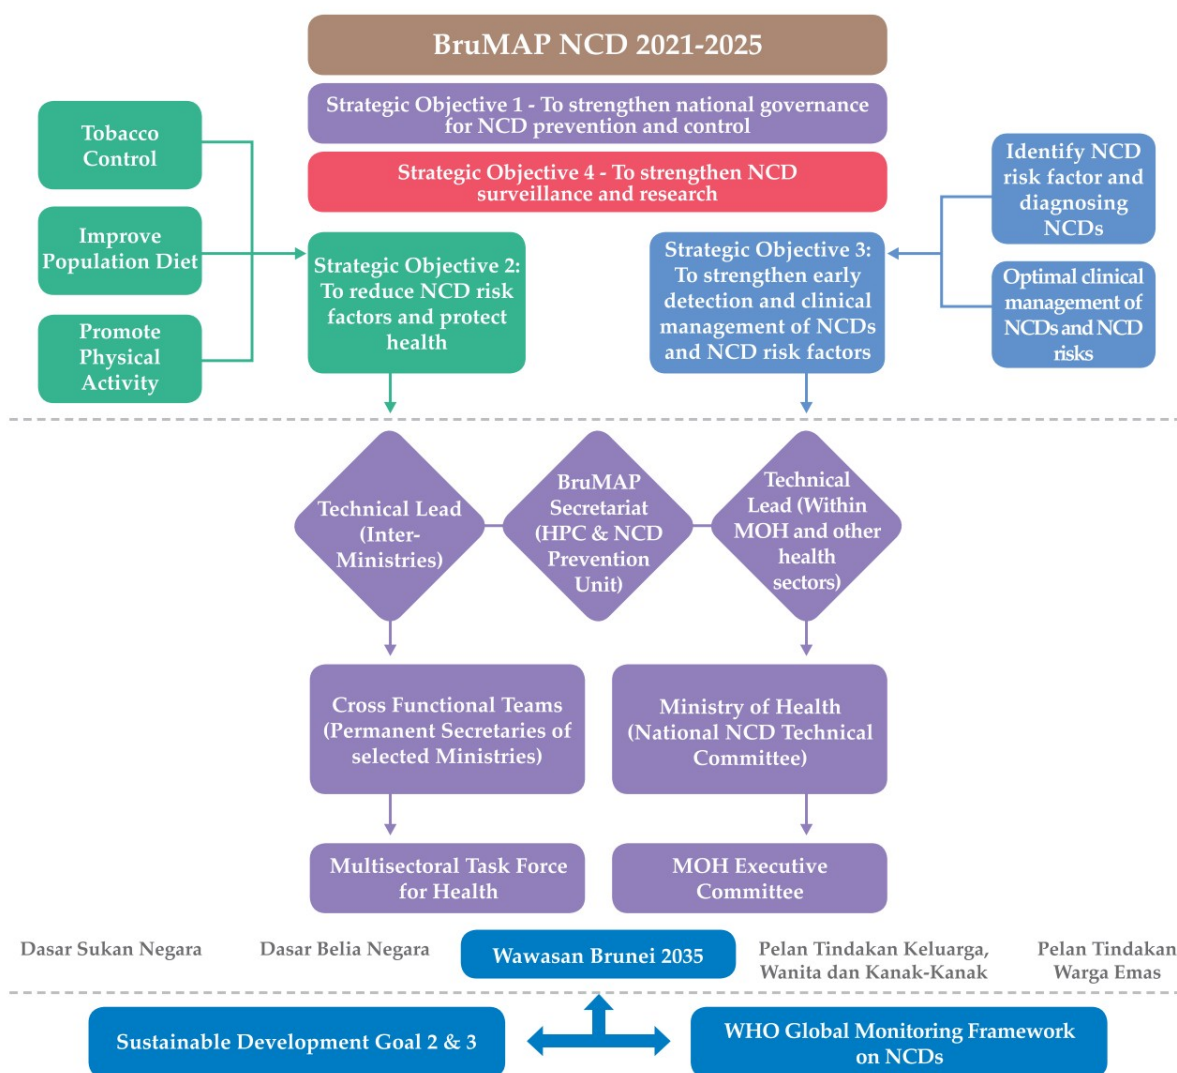 BruMAP NCD 2021-2025
Strategic Objective 1 - To strengthen national governance
for NCD prevention and control
Strategic Objective 4 - To strengthen NCD
surveillance and research
Tobacco
Control
Improve
Population Diet
Promote
Physical
Activity
Strategic Objective 2:
To reduce NCD risk
factors and protect
health
Strategic Objective 3:
To strengthen early
detection and clinical
management of NCDs
and NCD risk factors
Identify NCD
risk factor and
diagnosing
NCDs
Optimal clinical
management of
NCDs and NCD
risks
Technical Lead
(Inter-
Ministries)
BruMAP
Secretariat
(HPC & NCD
Prevention
Unit)
Technical
Lead (Within
MOH and other
health
sectors)
Cross Functional Teams
(Permanent Secretaries of
selected Ministries)
Ministry of Health
(National NCD Technical
Committee)
Multisectoral Task Force
for Health
MOH Executive
Committee
Dasar Sukan Negara
Dasar Belia Negara
Wawasan Brunei 2035
Pelan Tindakan Keluarga,
Wanita dan Kanak-Kanak
Pelan Tindakan
Warga Emas
Sustainable Development Goal 2 & 3
WHO Global Monitoring Framework
on NCDs